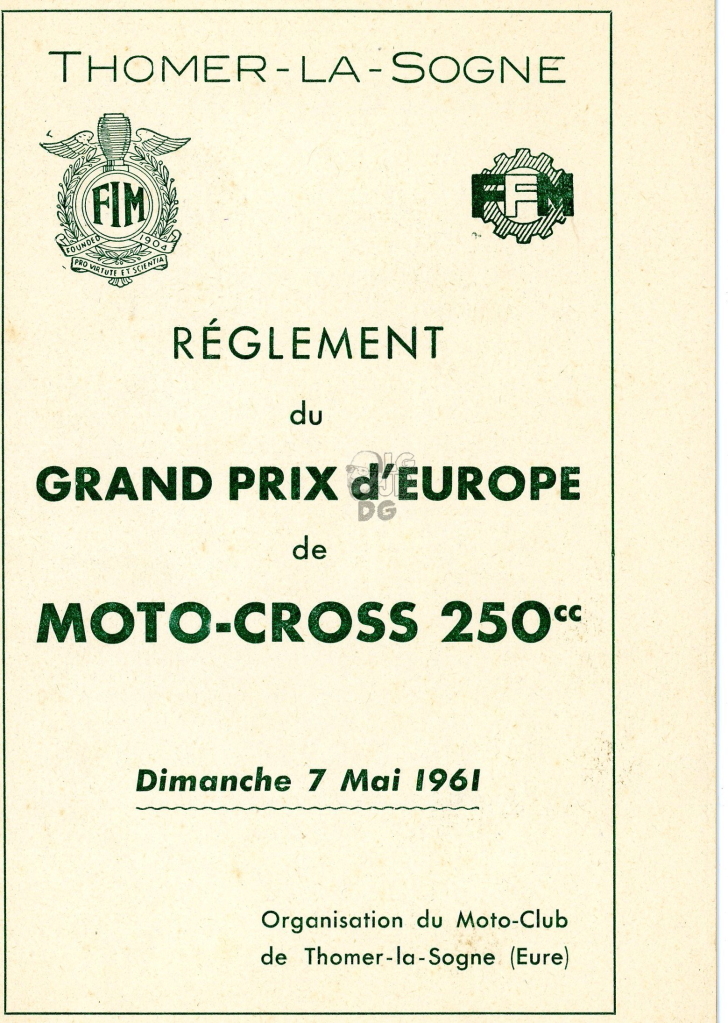 THOMER-LA-SOGNE
FIM
FOUNDED 1904
PRO VIRTUTE ET SCIENTIA
FFM
RÉGLEMENT
du
GRAND PRIX d'EUROPE
de
MOTO-CROSS 250cc
Dimanche 7 Mai 1961
Organisation du Moto-Club
de Thomer-la-Sogne (Eure)
DG